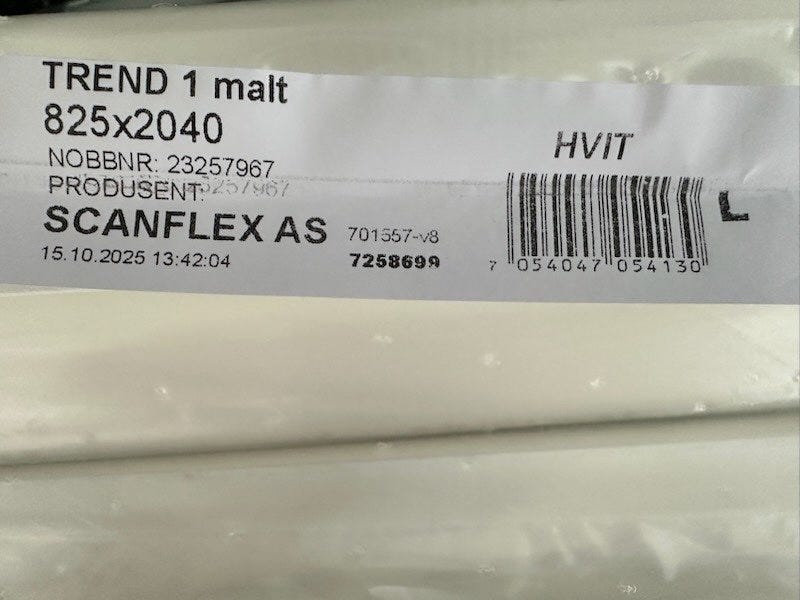 TREND 1 malt
825x2040
NOBBNR: 23257967
PRODUSENT:
SCANFLEX AS 701557-v8
15.10.2025 13:42:04 7258699
HVIT
L
7 054047 054130